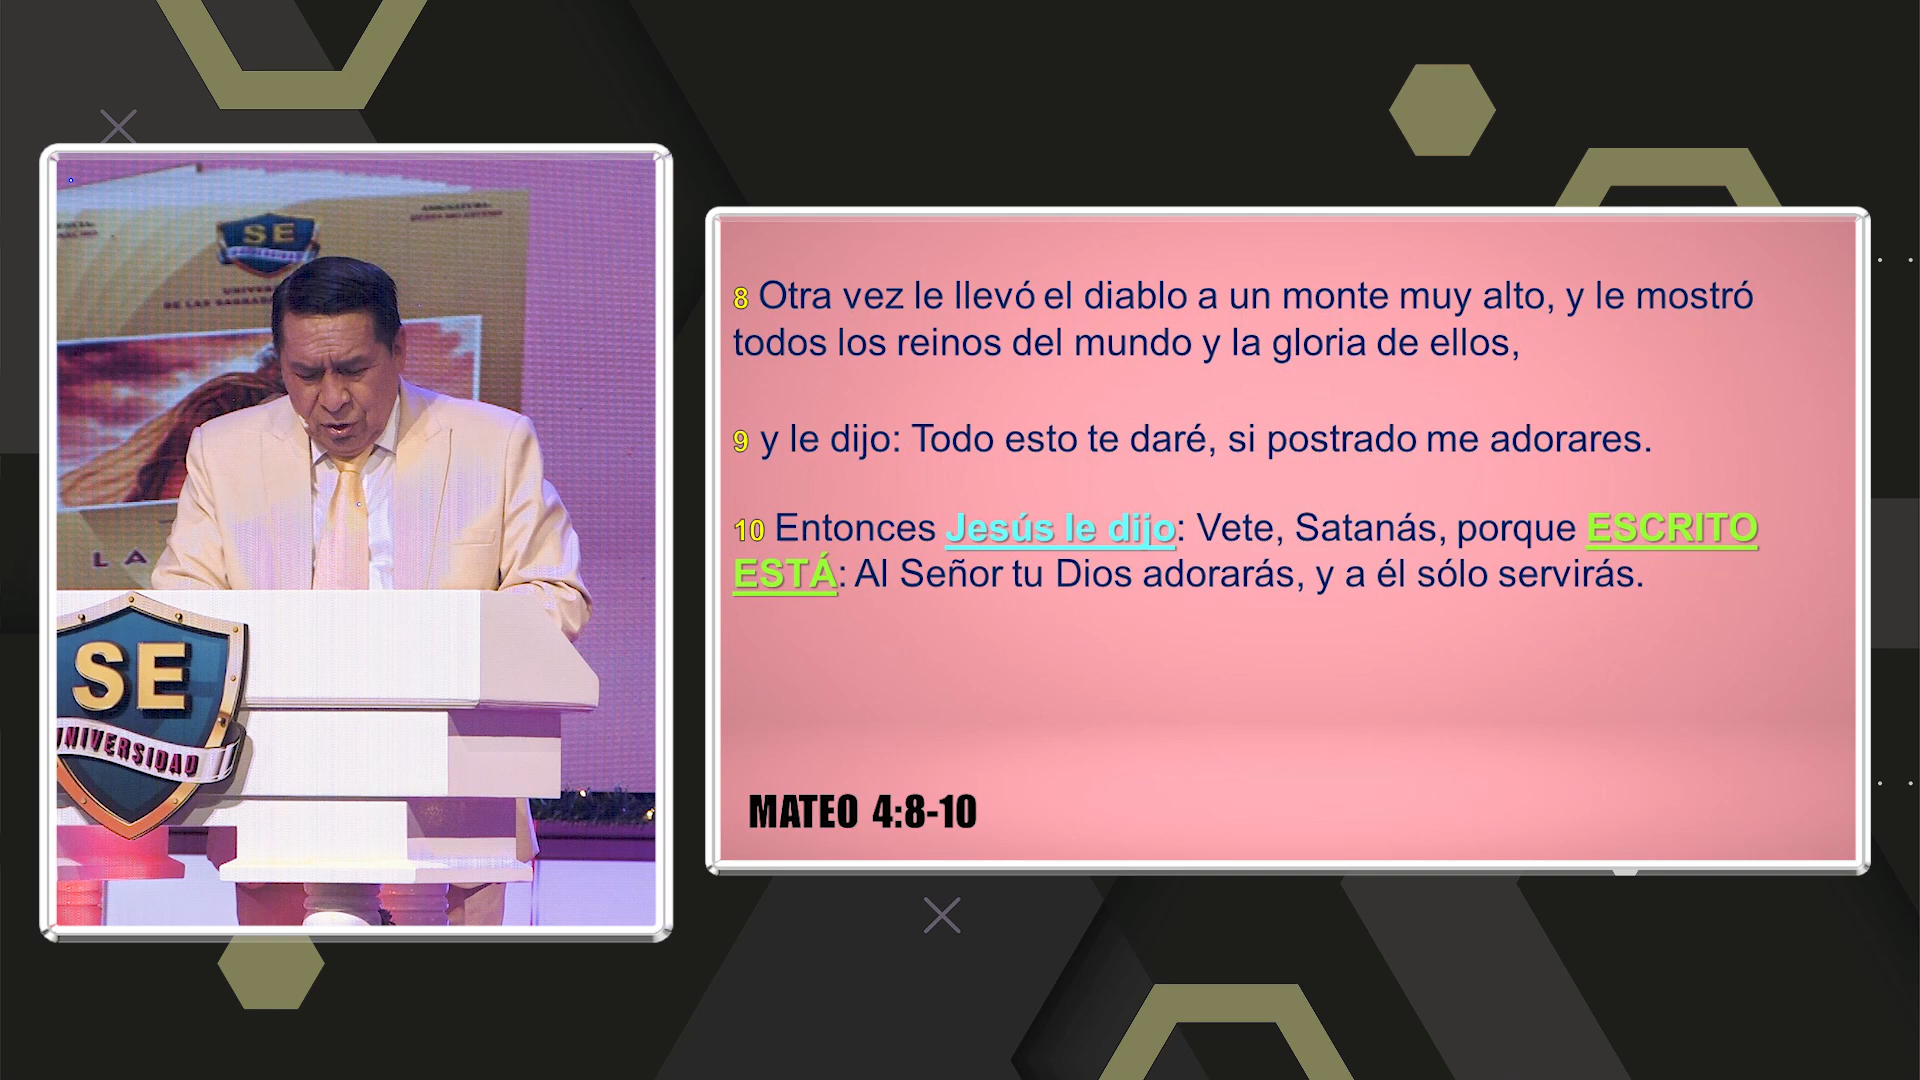 SE
UNIVERSIDAD
LA
SE
UNIVERSIDAD
8 Otra vez le llevó el diablo a un monte muy alto, y le mostró
todos los reinos del mundo y la gloria de ellos,
9 y le dijo: Todo esto te daré, si postrado me adorares.
10 Entonces Jesús le dijo: Vete, Satanás, porque ESCRITO
ESTÁ: Al Señor tu Dios adorarás, y a él sólo servirás.
MATEO 4:8-10